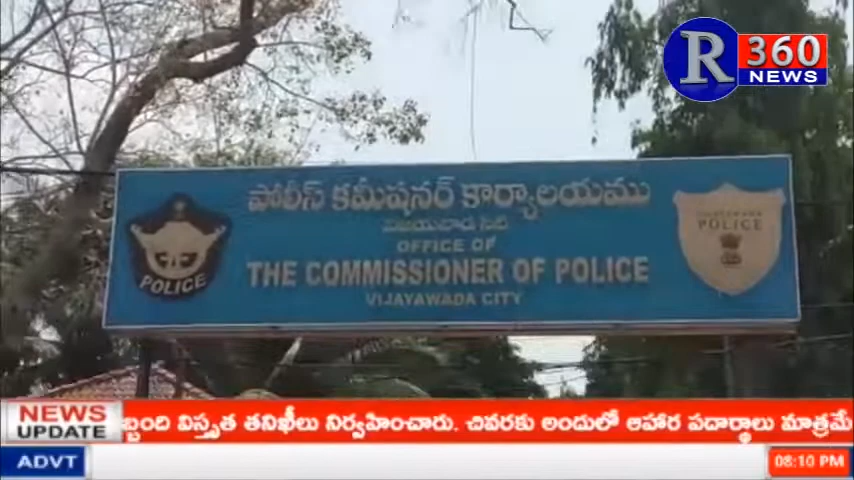 R 360
NEWS
పోలీస్ కమీషనర్ కార్యాలయము
విజయవాడ సిటి
OFFICE OF
THE COMMISSIONER OF POLICE
VIJAYAWADA CITY
POLICE
POLICE
NEWS
UPDATE
బ్బంది విస్తృత తనిఖీలు నిర్వహించారు. చివరకు అందులో ఆహార పదార్థాలు మాత్రమే
ADVT
08:10 PM